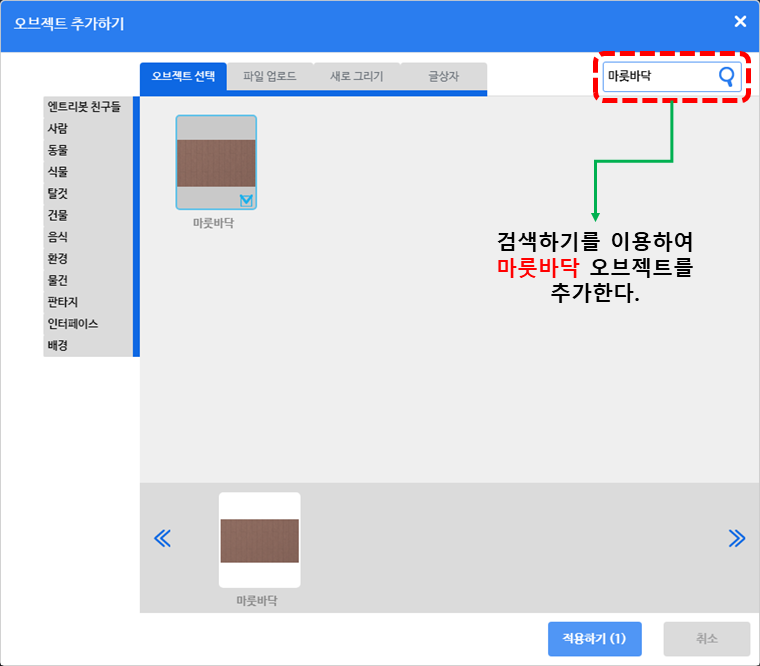 오브젝트 추가하기
오브젝트 선택 파일 업로드 새로 그리기 글상자
마룻바닥
엔트리봇 친구들
사람
동물
식물
탈것
건물
음식
환경
물건
판타지
인터페이스
배경
마룻바닥
검색하기를 이용하여
마룻바닥 오브젝트를
추가한다.
마룻바닥
적용하기 (1) 취소